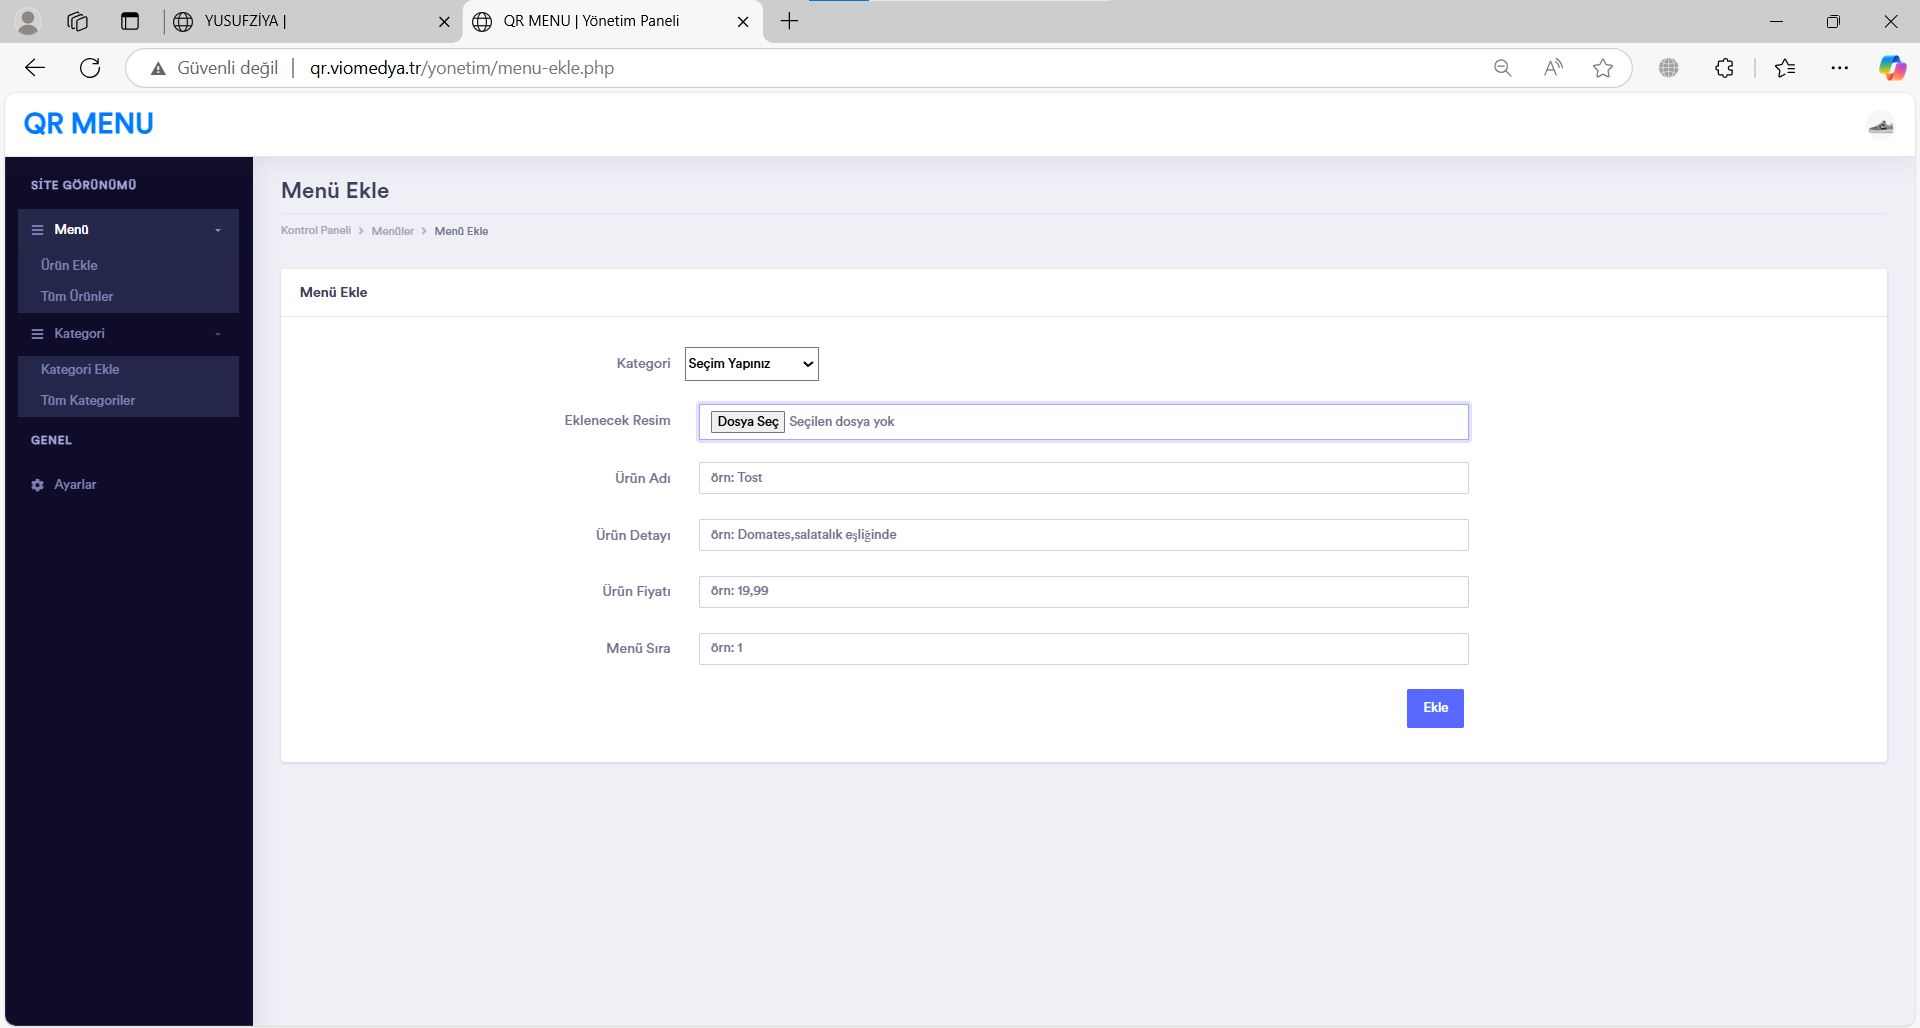 YUSUFZİYA |
QR MENU | Yönetim Paneli
Güvenli değil
qr.viomedya.tr/yonetim/menu-ekle.php
QR MENU
SİTE GÖRÜNÜMÜ
Menü
Ürün Ekle
Tüm Ürünler
Kategori
Kategori Ekle
Tüm Kategoriler
GENEL
Ayarlar
Menü Ekle
Kontrol Paneli > Menüler > Menü Ekle
Menü Ekle
Kategori Seçim Yapınız
Eklenecek Resim Dosya Seç Seçilen dosya yok
Ürün Adı örn: Tost
Ürün Detayı örn: Domates,salatalık eşliğinde
Ürün Fiyatı örn: 19,99
Menü Sıra örn: 1
Ekle